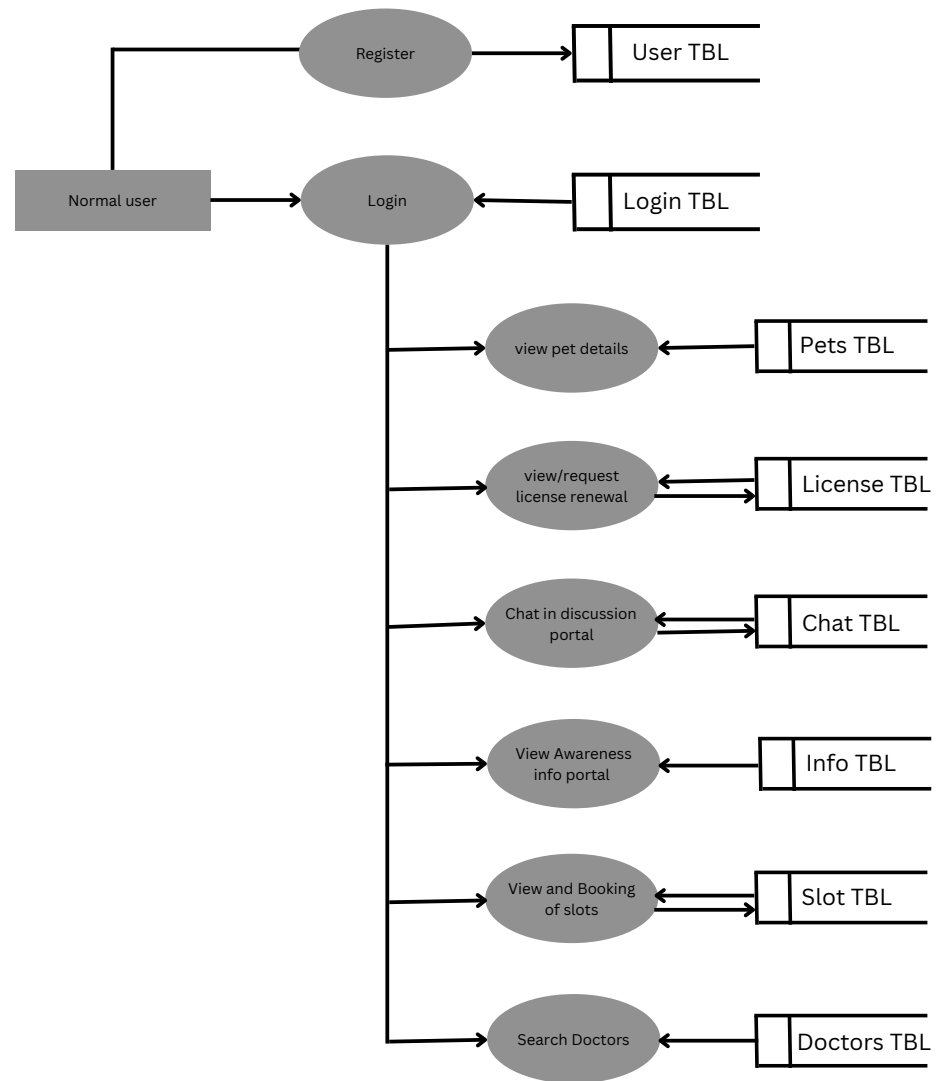 Register
User TBL
Normal user
Login
Login TBL
view pet details
Pets TBL
view/request
license renewal
License TBL
Chat in discussion
portal
Chat TBL
View Awareness
info portal
Info TBL
View and Booking
of slots
Slot TBL
Search Doctors
Doctors TBL